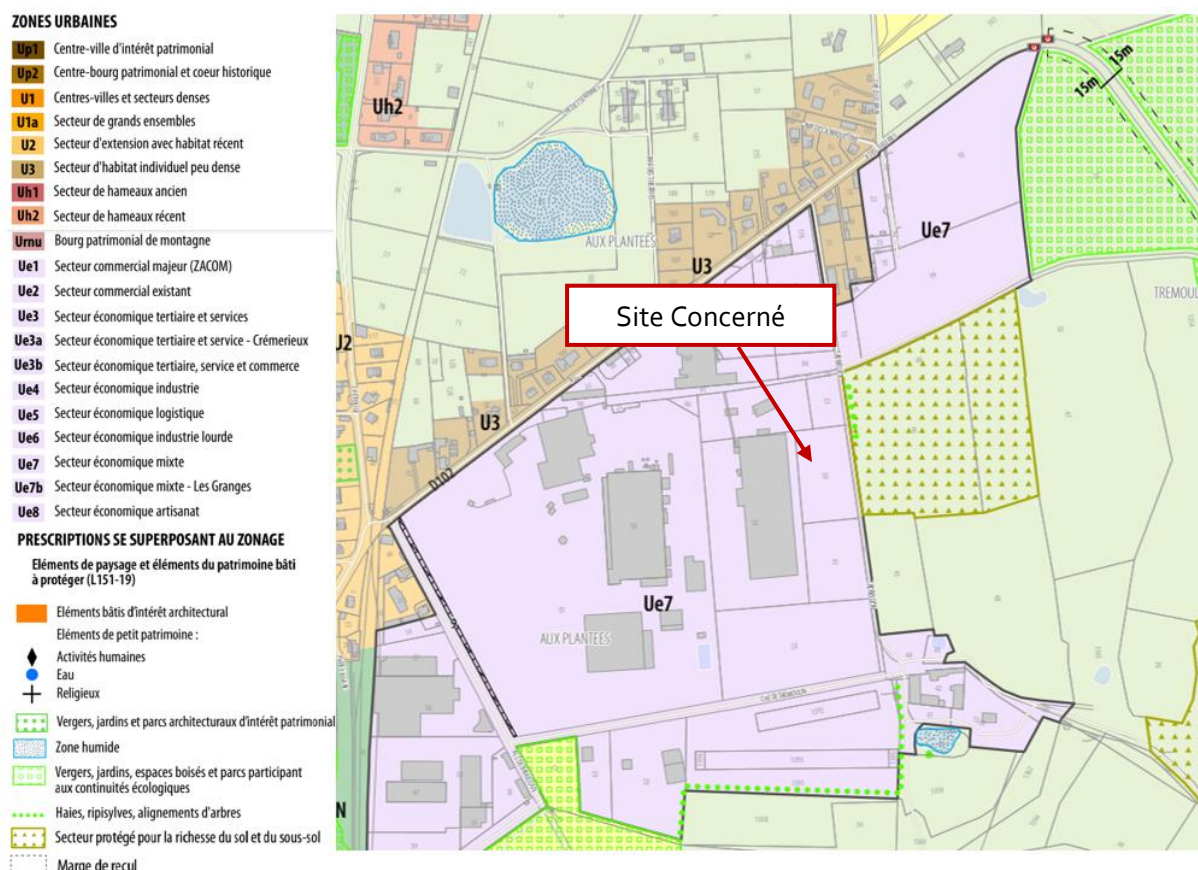 ZONES URBAINES
Up1 Centre-ville d'intérêt patrimonial
Up2 Centre-bourg patrimonial et coeur historique
U1 Centres-villes et secteurs denses
U1a Secteur de grands ensembles
U2 Secteur d'extension avec habitat récent
U3 Secteur d'habitat individuel peu dense
Uh1 Secteur de hameaux ancien
Uh2 Secteur de hameaux récent
Urnu Bourg patrimonial de montagne
Ue1 Secteur commercial majeur (ZACOM)
Ue2 Secteur commercial existant
Ue3 Secteur économique tertiaire et services
Ue3a Secteur économique tertiaire et service - Crémerieux
Ue3b Secteur économique tertiaire, service et commerce
Ue4 Secteur économique industrie
Ue5 Secteur économique logistique
Ue6 Secteur économique industrie lourde
Ue7 Secteur économique mixte
Ue7b Secteur économique mixte - Les Granges
Ue8 Secteur économique artisanat
PRESCRIPTIONS SE SUPERPOSANT AU ZONAGE
Eléments de paysage et éléments du patrimoine bâti
à protéger (L151-19)
Eléments bâtis d'intérêt architectural
Eléments de petit patrimoine :
Activités humaines
Eau
Religieux
Vergers, jardins et parcs architecturaux d'intérêt patrimonial
Zone humide
Vergers, jardins, espaces boisés et parcs participant
aux continuités écologiques
Haies, ripisylves, alignements d'arbres
Secteur protégé pour la richesse du sol et du sous-sol
Marge de recul
Uh2
15m
15m
AUX PLANTÉES
Ue7
U3
TREMOUL
Site Concerné
U2
U3
D102
Ue7
AUX PLANTÉES
N